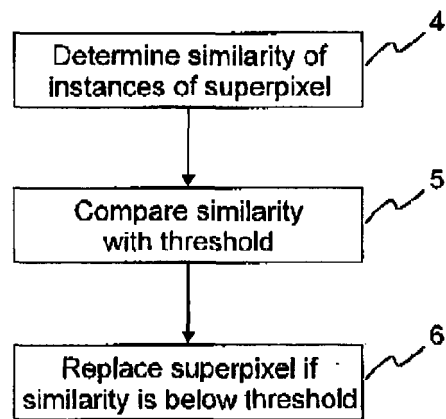 4
Determine similarity of
instances of superpixel
5
Compare similarity
with threshold
6
Replace superpixel if
similarity is below threshold